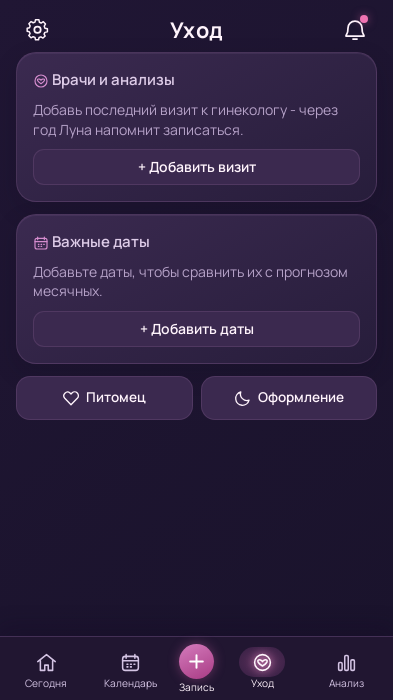 Уход
Врачи и анализы
Добавь последний визит к гинекологу - через
год Луна напомнит записаться.
+ Добавить визит
Важные даты
Добавьте даты, чтобы сравнить их с прогнозом
месячных.
+ Добавить даты
Питомец
Оформление
Сегодня
Календарь
Запись
Уход
Анализ